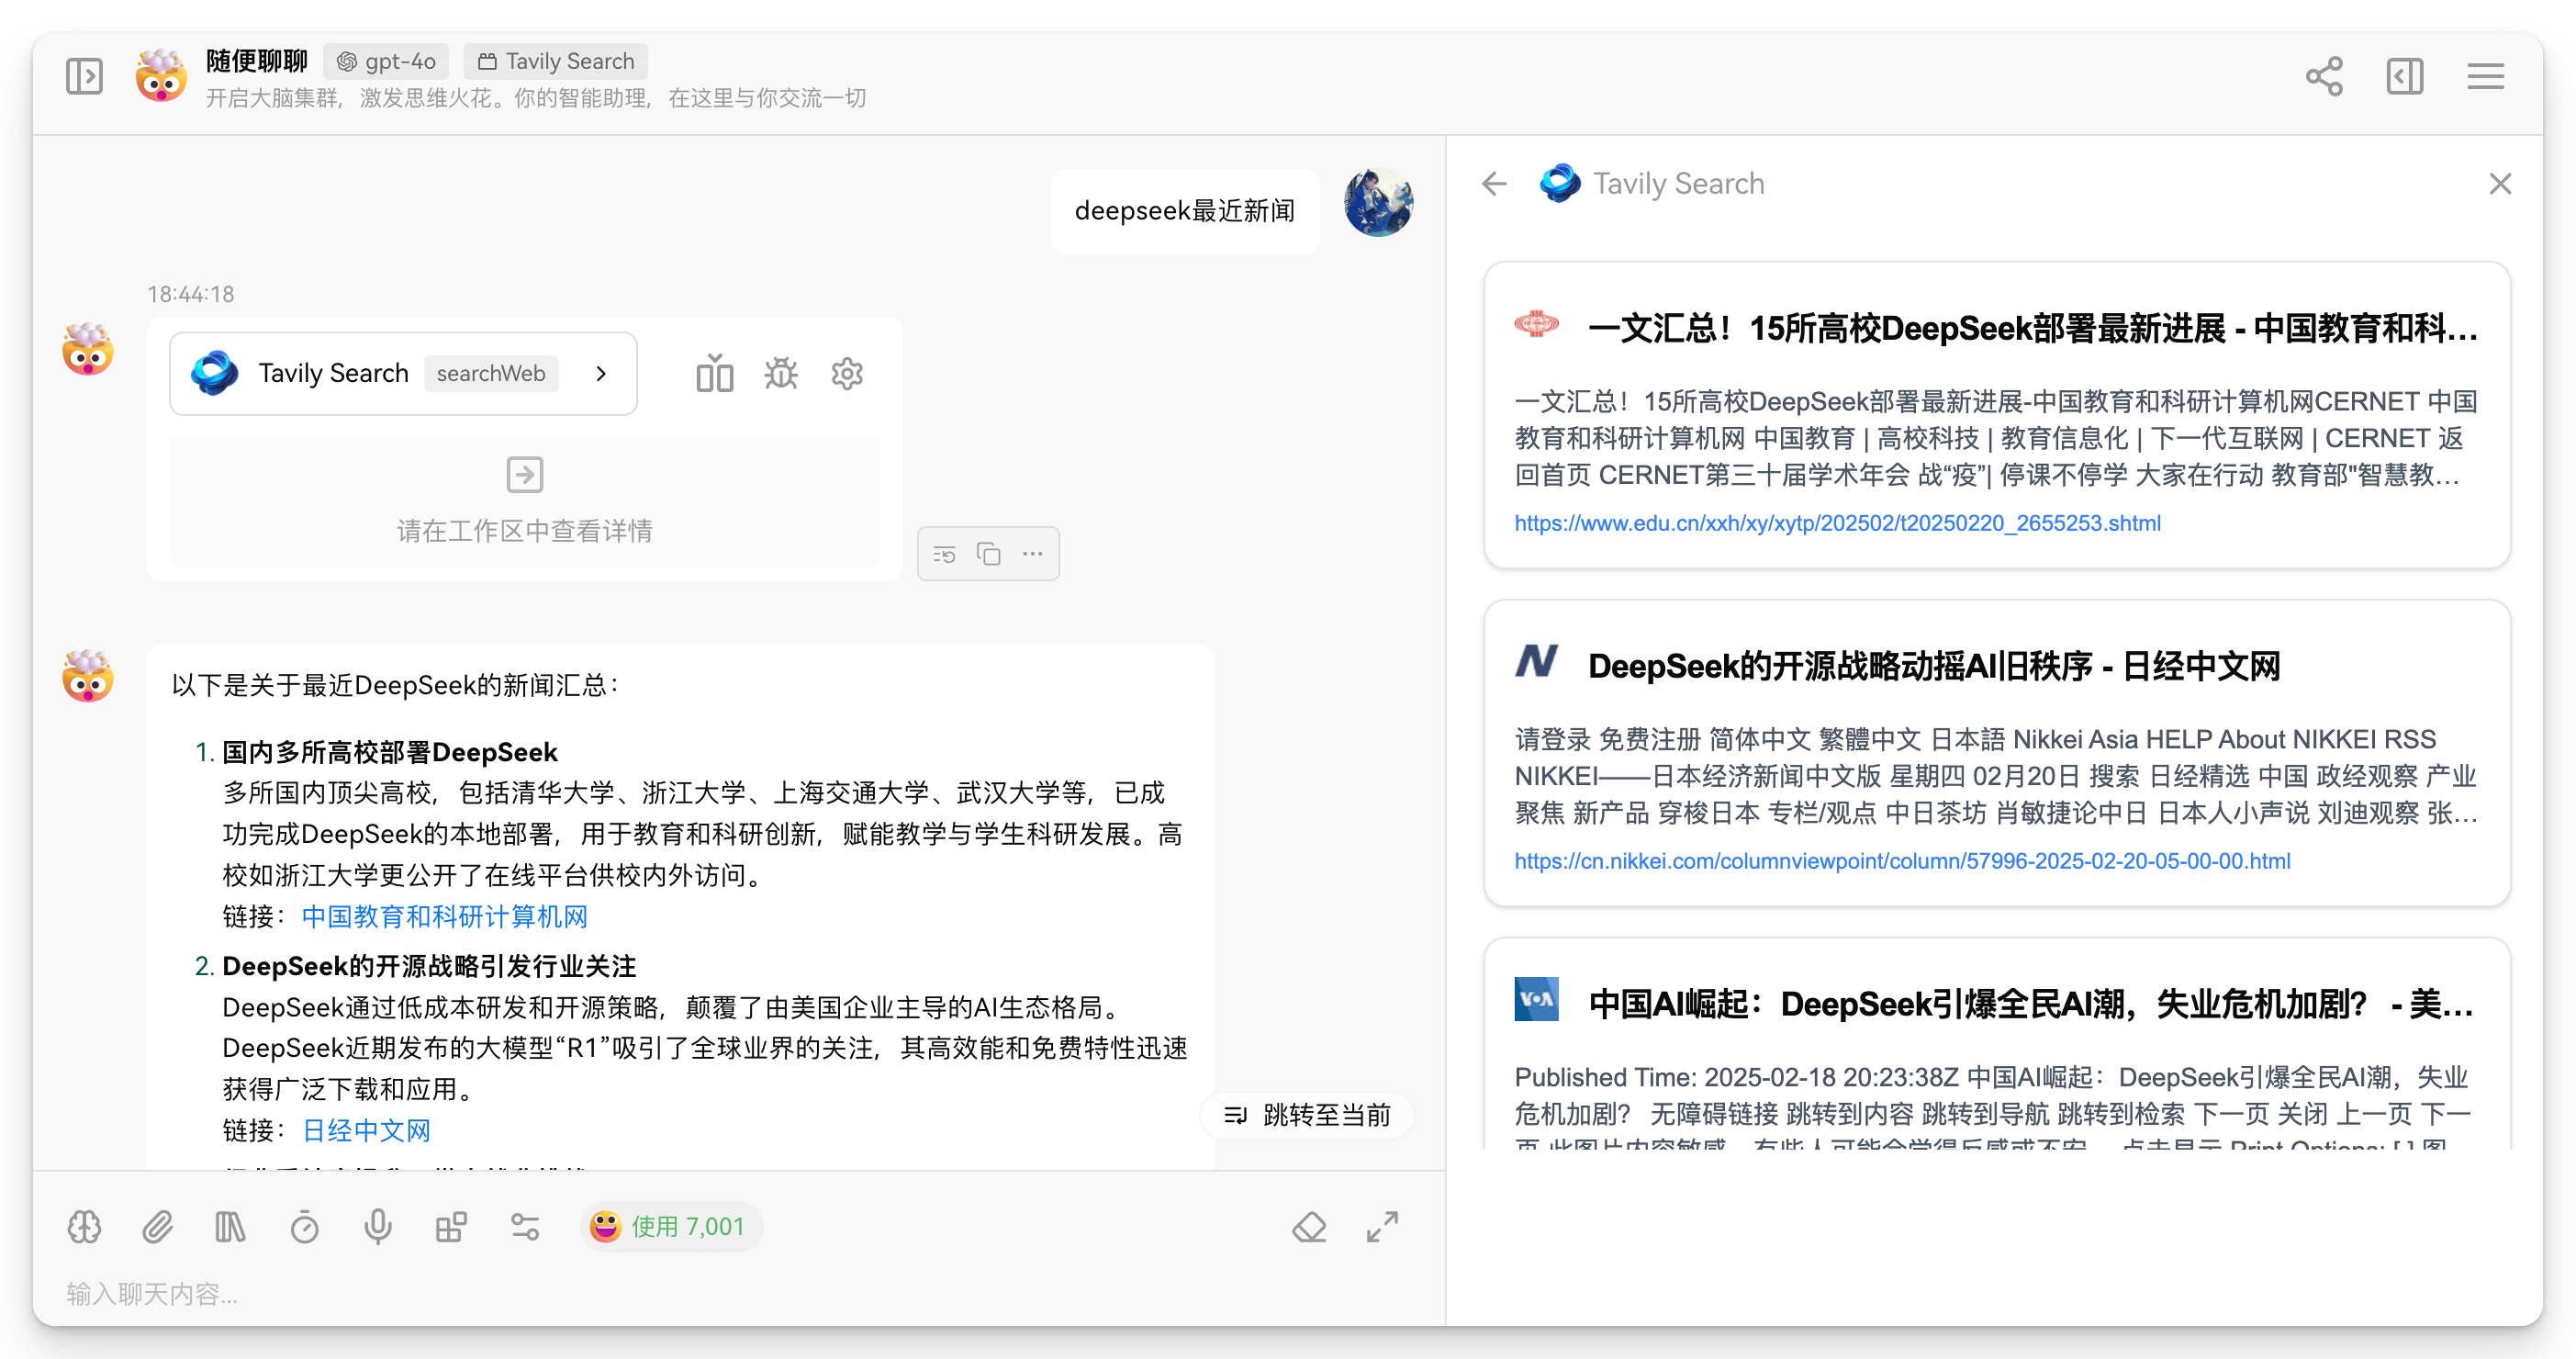 随便聊聊 gpt-4o Tavily Search
开启大脑集群，激发思维火花。你的智能助理，在这里与你交流一切
deepseek最近新闻
18:44:18
Tavily Search searchWeb
请在工作区中查看详情
以下是关于最近DeepSeek的新闻汇总：
1. 国内多所高校部署DeepSeek
多所国内顶尖高校，包括清华大学、浙江大学、上海交通大学、武汉大学等，已成
功完成DeepSeek的本地部署，用于教育和科研创新，赋能教学与学生科研发展。高
校如浙江大学更公开了在线平台供校内外访问。
链接：中国教育和科研计算机网
2. DeepSeek的开源战略引发行业关注
DeepSeek通过低成本研发和开源策略，颠覆了由美国企业主导的AI生态格局。
DeepSeek近期发布的大模型“R1”吸引了全球业界的关注，其高效能和免费特性迅速
获得广泛下载和应用。
链接：日经中文网
跳转至当前
使用 7,001
输入聊天内容...
Tavily Search
一文汇总！15所高校DeepSeek部署最新进展 - 中国教育和科...
一文汇总！15所高校DeepSeek部署最新进展-中国教育和科研计算机网CERNET 中国
教育和科研计算机网 中国教育 | 高校科技 | 教育信息化 | 下一代互联网 | CERNET 返
回首页 CERNET第三十届学术年会 战“疫”| 停课不停学 大家在行动 教育部"智慧教...
https://www.edu.cn/xxh/xy/xytp/202502/t20250220_2655253.shtml
DeepSeek的开源战略动摇AI旧秩序 - 日经中文网
请登录 免费注册 简体中文 繁體中文 日本語 Nikkei Asia HELP About NIKKEI RSS
NIKKEI——日本经济新闻中文版 星期四 02月20日 搜索 日经精选 中国 政经观察 产业
聚焦 新产品 穿梭日本 专栏/观点 中日茶坊 肖敏捷论中日 日本人小声说 刘迪观察 张...
https://cn.nikkei.com/columnviewpoint/column/57996-2025-02-20-05-00-00.html
VOA
中国AI崛起：DeepSeek引爆全民AI潮，失业危机加剧？ - 美...
Published Time: 2025-02-18 20:23:38Z 中国AI崛起：DeepSeek引爆全民AI潮，失业
危机加剧？ 无障碍链接 跳转到内容 跳转到导航 跳转到检索 下一页 关闭 上一页 下一
页 此图片内容敏感，有些人可能会觉得反感或不安。 点击显示 Print Options: [ ] 图